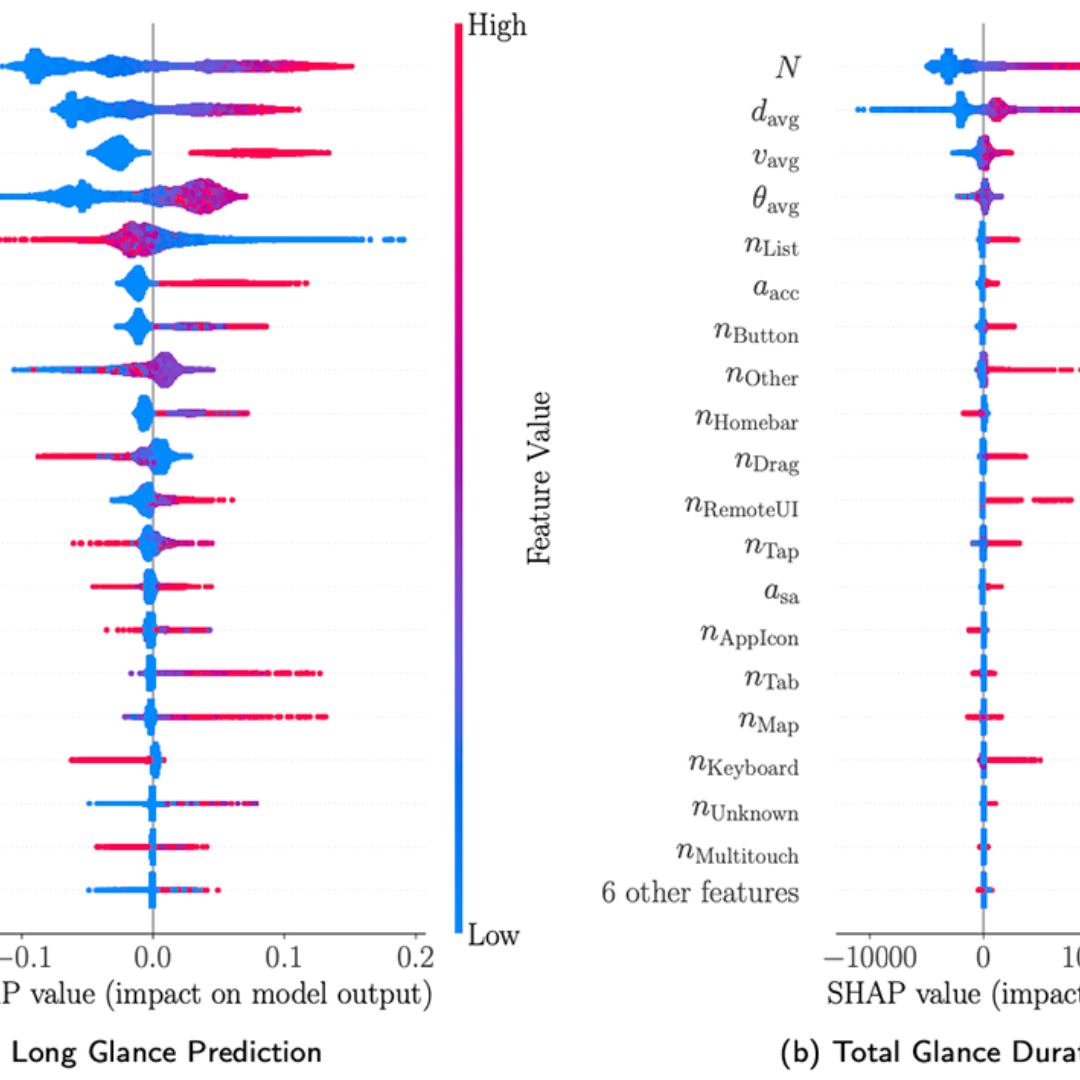 High
Feature Value
Low
−0.1
0.0
0.1
0.2
P value (impact on model output)
Long Glance Prediction
N
d_avg
v_avg
θ_avg
n_List
a_acc
n_Button
n_Other
n_Homebar
n_Drag
n_RemoteUI
n_Tap
a_sa
n_AppIcon
n_Tab
n_Map
n_Keyboard
n_Unknown
n_Multitouch
6 other features
−10000
0
10
SHAP value (impact
(b) Total Glance Durat